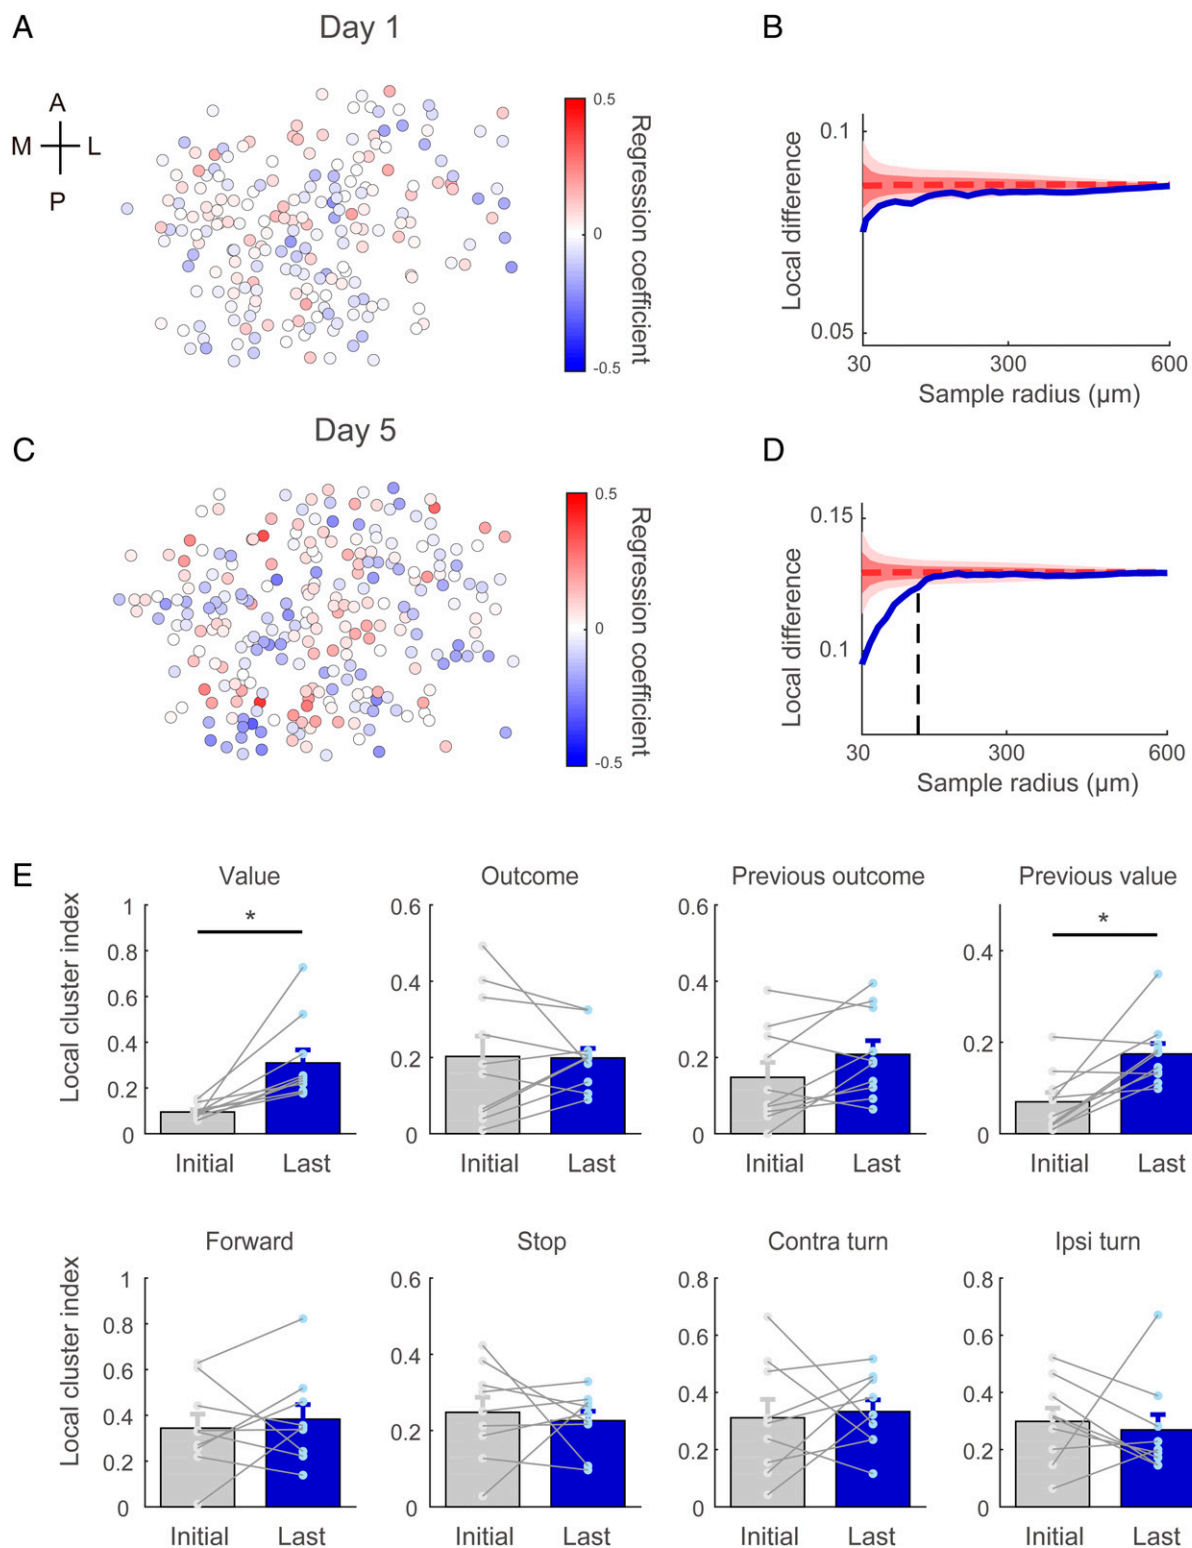 A
Day 1
B
A
M
L
P
0.5
0
-0.5
Regression coefficient
Local difference
0.1
0.05
30
300
600
Sample radius (µm)
Day 5
C
D
0.5
0
-0.5
Regression coefficient
Local difference
0.15
0.1
30
300
600
Sample radius (µm)
E
Value
Outcome
Previous outcome
Previous value
Local cluster index
1
0.8
0.6
0.4
0.2
0
*
Initial
Last
0.6
0.4
0.2
0
Initial
Last
0.6
0.4
0.2
0
Initial
Last
0.4
0.2
0
*
Initial
Last
Forward
Stop
Contra turn
Ipsi turn
Local cluster index
1
0.8
0.6
0.4
0.2
0
Initial
Last
0.6
0.4
0.2
0
Initial
Last
0.8
0.6
0.4
0.2
0
Initial
Last
0.8
0.6
0.4
0.2
0
Initial
Last